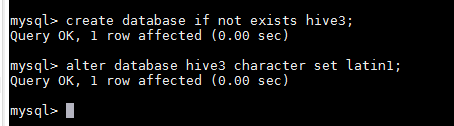 mysql> create database if not exists hive3;
Query OK, 1 row affected (0.00 sec)
mysql> alter database hive3 character set latin1;
Query OK, 1 row affected (0.00 sec)
mysql>